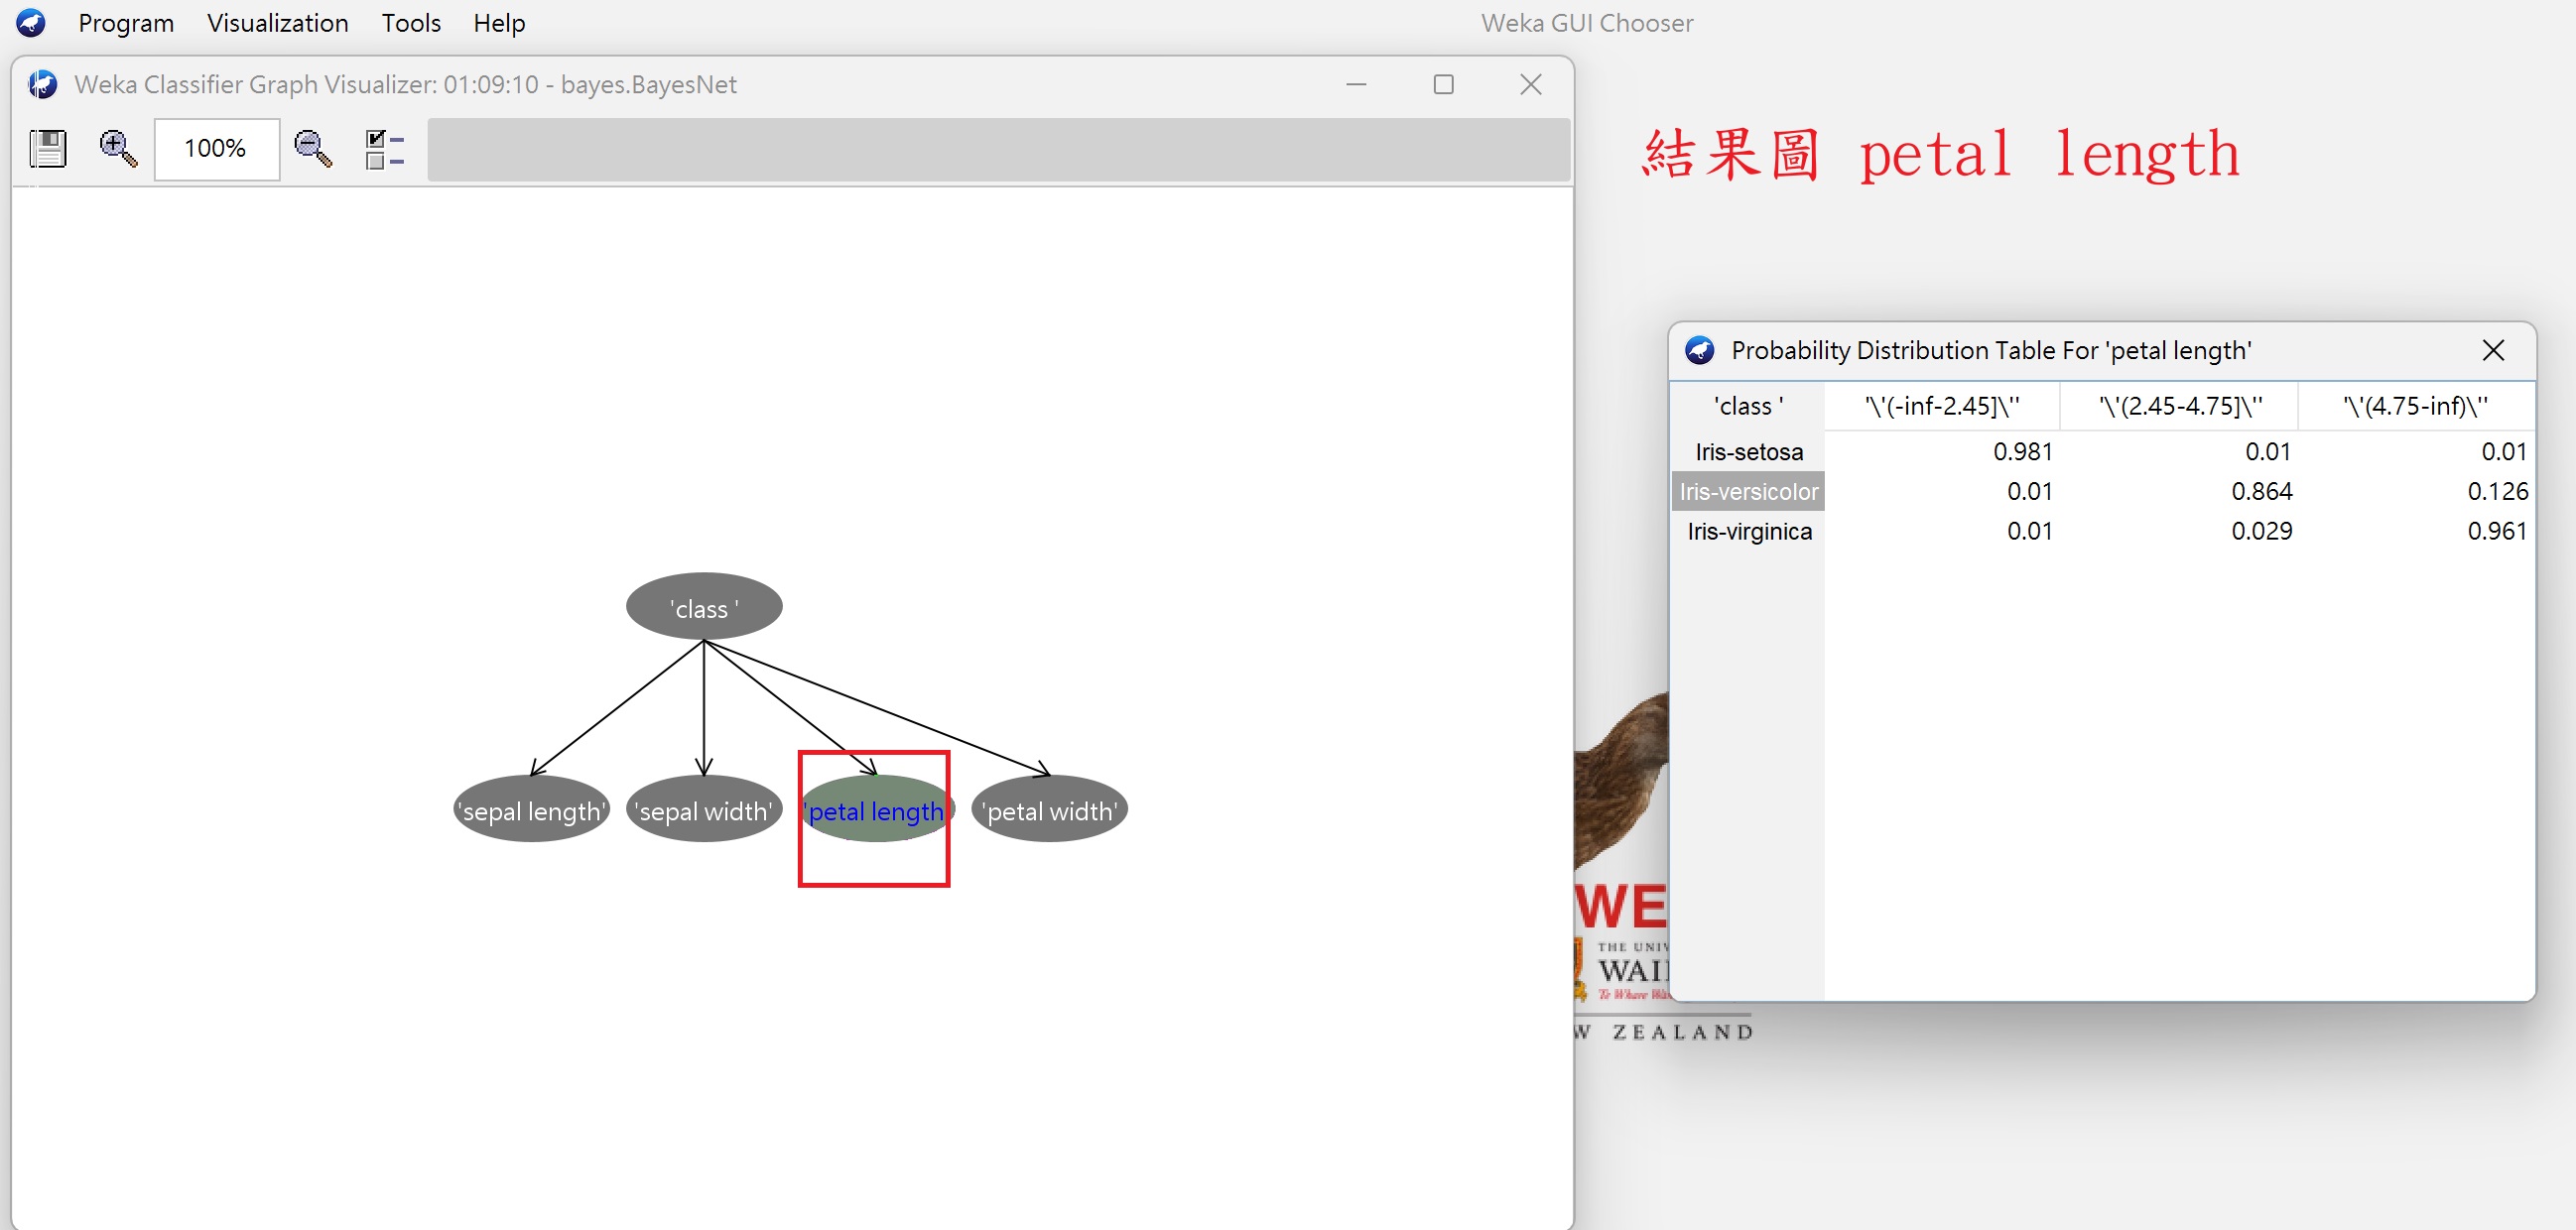 Program Visualization Tools Help
Weka GUI Chooser
Weka Classifier Graph Visualizer: 01:09:10 - bayes.BayesNet
100%
結果圖 petal length
'class '
'sepal length' 'sepal width' 'petal length 'petal width'
Probability Distribution Table For 'petal length'
'class ' '\'(-inf-2.45]\'' '\'(2.45-4.75]\'' '\'(4.75-inf)\''
Iris-setosa 0.981 0.01 0.01
Iris-versicolor 0.01 0.864 0.126
Iris-virginica 0.01 0.029 0.961
WE
THE UNIV
WAI
Te Whare
W ZEALAND